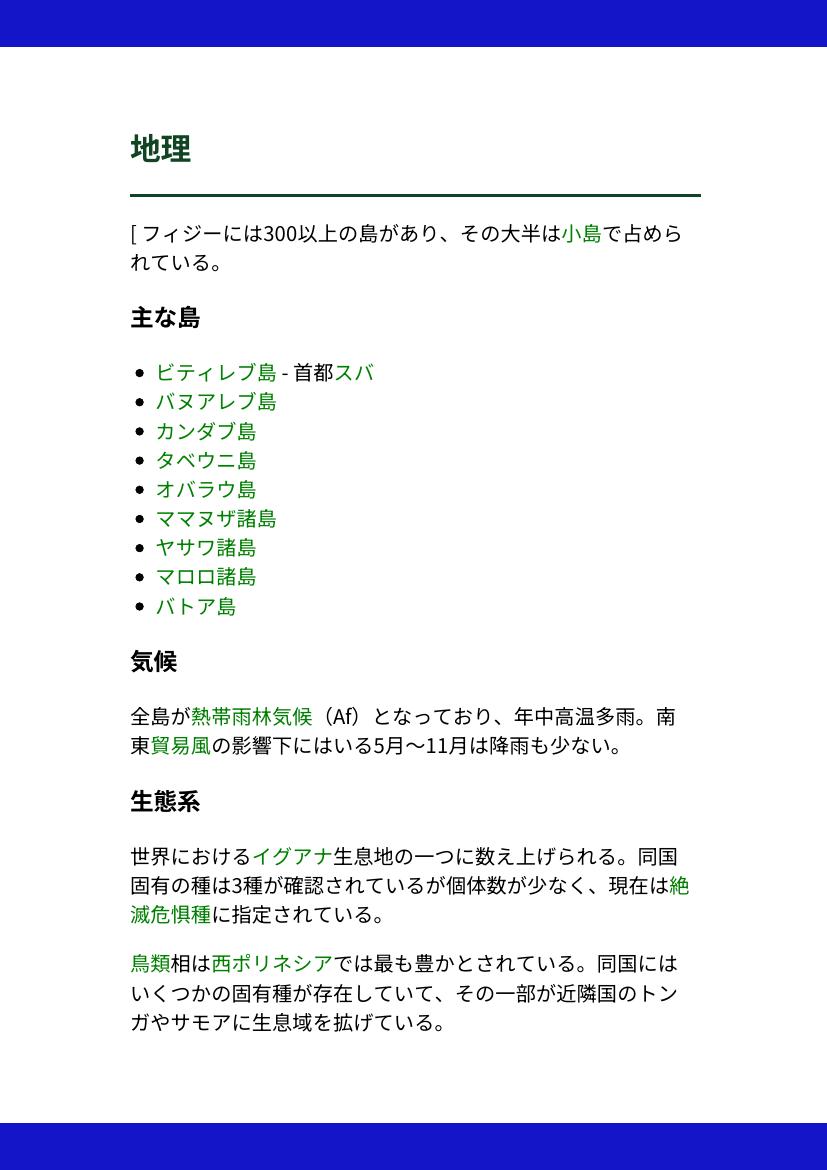 地理
[ フィジーには300以上の島があり、その大半は小島で占めら
れている。
主な島
• ビティレブ島 - 首都スバ
• バヌアレブ島
• カンダブ島
• タベウニ島
• オバラウ島
• ママヌザ諸島
• ヤサワ諸島
• マロロ諸島
• バトア島
気候
全島が熱帯雨林気候（Af）となっており、年中高温多雨。南
東貿易風の影響下にはいる5月～11月は降雨も少ない。
生態系
世界におけるイグアナ生息地の一つに数え上げられる。同国
固有の種は3種が確認されているが個体数が少なく、現在は絶
滅危惧種に指定されている。
鳥類相は西ポリネシアでは最も豊かとされている。同国には
いくつかの固有種が存在していて、その一部が近隣国のトン
ガやサモアに生息域を拡げている。